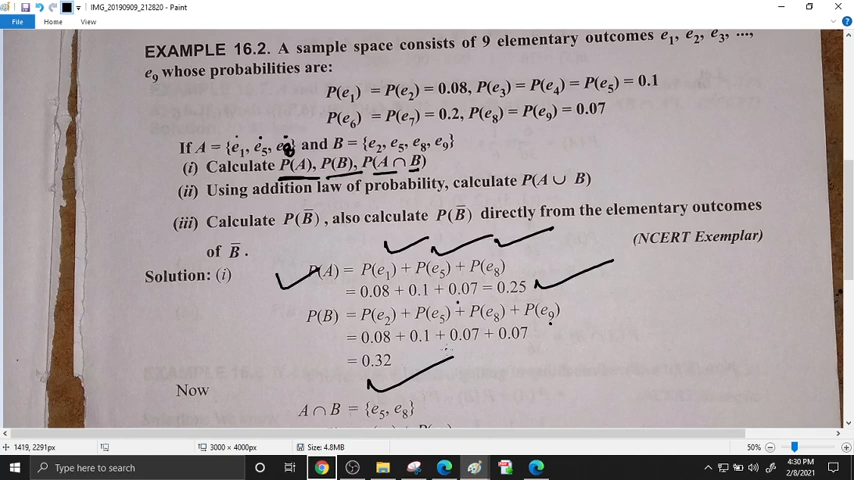 IMG_20190909_212820 - Paint
File Home View
EXAMPLE 16.2. A sample space consists of 9 elementary outcomes e₁, e₂, e₃, ...,
e₉ whose probabilities are:
P(e₁) = P(e₂) = 0.08, P(e₃) = P(e₄) = P(e₅) = 0.1
P(e₆) = P(e₇) = 0.2, P(e₈) = P(e₉) = 0.07
If A = {e₁, e₅, e₈} and B = {e₂, e₅, e₈, e₉}
(i) Calculate P(A), P(B), P(A ∩ B)
(ii) Using addition law of probability, calculate P(A ∪ B)
(iii) Calculate P(B̅), also calculate P(B̅) directly from the elementary outcomes
of B̅.
(NCERT Exemplar)
Solution: (i) P(A) = P(e₁) + P(e₅) + P(e₈)
= 0.08 + 0.1 + 0.07 = 0.25
P(B) = P(e₂) + P(e₅) + P(e₈) + P(e₉)
= 0.08 + 0.1 + 0.07 + 0.07
= 0.32
Now
A ∩ B = {e₅, e₈}
1419, 2291px 3000 × 4000px Size: 4.8MB 50%
Type here to search
4:30 PM
2/8/2021